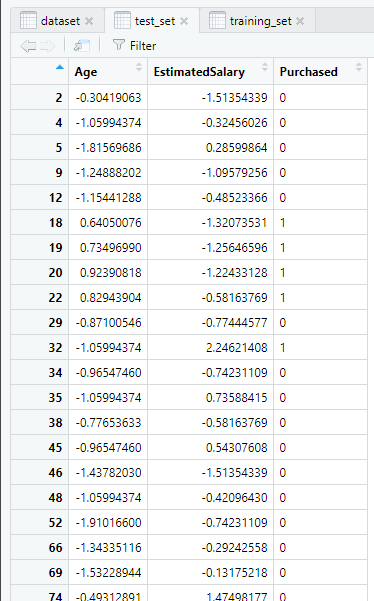 dataset test_set training_set
Filter
Age EstimatedSalary Purchased
2 -0.30419063 -1.51354339 0
4 -1.05994374 -0.32456026 0
5 -1.81569686 0.28599864 0
9 -1.24888202 -1.09579256 0
12 -1.15441288 -0.48523366 0
18 0.64050076 -1.32073531 1
19 0.73496990 -1.25646596 1
20 0.92390818 -1.22433128 1
22 0.82943904 -0.58163769 1
29 -0.87100546 -0.77444577 0
32 -1.05994374 2.24621408 1
34 -0.96547460 -0.74231109 0
35 -1.05994374 0.73588415 0
38 -0.77653633 -0.58163769 0
45 -0.96547460 0.54307608 0
46 -1.43782030 -1.51354339 0
48 -1.05994374 -0.42096430 0
52 -1.91016600 -0.74231109 0
66 -1.34335116 -0.29242558 0
69 -1.53228944 -0.13175218 0
74 -0.49312891 1.47498177 0